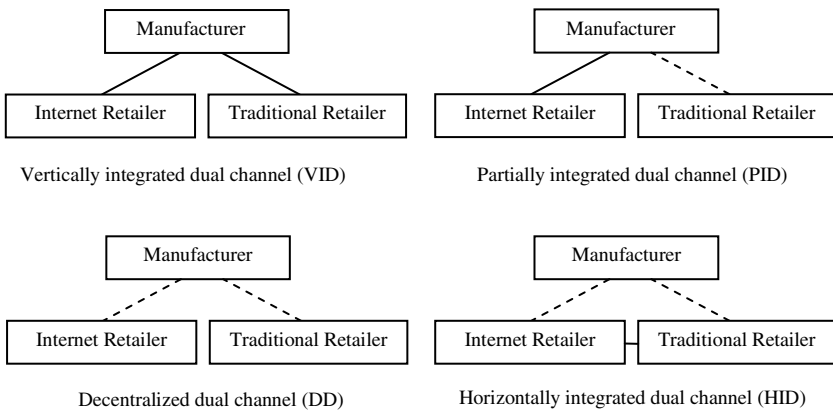 Manufacturer
Internet Retailer
Traditional Retailer
Vertically integrated dual channel (VID)
Manufacturer
Internet Retailer
Traditional Retailer
Partially integrated dual channel (PID)
Manufacturer
Internet Retailer
Traditional Retailer
Decentralized dual channel (DD)
Manufacturer
Internet Retailer
Traditional Retailer
Horizontally integrated dual channel (HID)